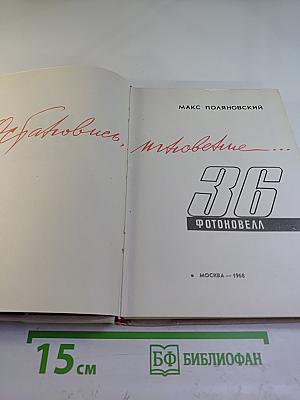 МАКС ПОЛЯНОВСКИЙ
Остановись, мгновение...
36
ФОТОНОВЕЛЛ
МОСКВА — 1968
15 см
БФ БИБЛИОФАН